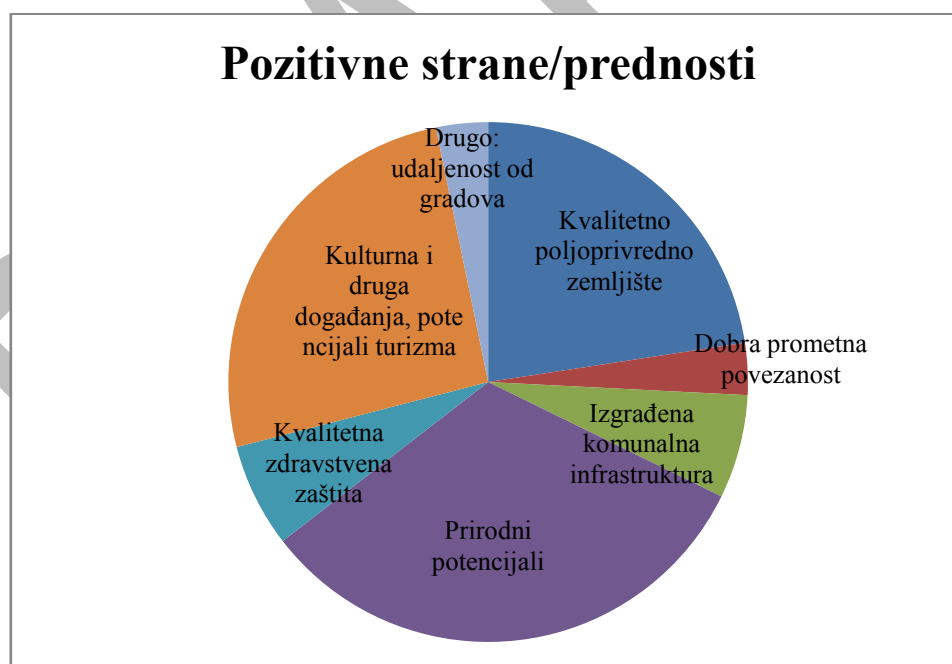 Pozitivne strane/prednosti
Drugo:
udaljenost od
gradova
Kvalitetno
poljoprivredno
zemljište
Kulturna i
druga
događanja, pote
ncijali turizma
Dobra prometna
povezanost
Izgrađena
komunalna
infrastruktura
Kvalitetna
zdravstvena
zaštita
Prirodni
potencijali